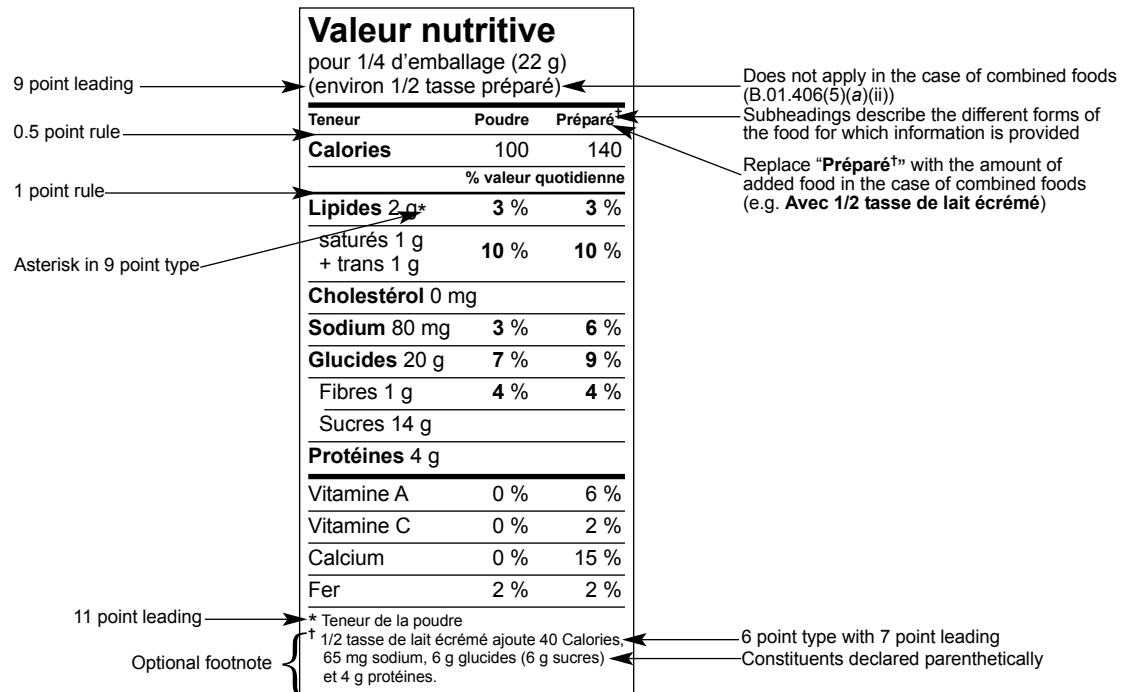 Valeur nutritive
pour 1/4 d’emballage (22 g)
9 point leading
(environ 1/2 tasse préparé)
Does not apply in the case of combined foods
(B.01.406(5)(a)(ii))
Teneur Poudre Préparé†
Subheadings describe the different forms of
the food for which information is provided
0.5 point rule
Calories 100 140
Replace “Préparé†” with the amount of
added food in the case of combined foods
(e.g. Avec 1/2 tasse de lait écrémé)
% valeur quotidienne
1 point rule
Lipides 2 g* 3 % 3 %
saturés 1 g
+ trans 1 g
10 % 10 %
Asterisk in 9 point type
Cholestérol 0 mg
Sodium 80 mg 3 % 6 %
Glucides 20 g 7 % 9 %
Fibres 1 g 4 % 4 %
Sucres 14 g
Protéines 4 g
Vitamine A 0 % 6 %
Vitamine C 0 % 2 %
Calcium 0 % 15 %
Fer 2 % 2 %
11 point leading
* Teneur de la poudre
Optional footnote
† 1/2 tasse de lait écrémé ajoute 40 Calories,
65 mg sodium, 6 g glucides (6 g sucres)
et 4 g protéines.
6 point type with 7 point leading
Constituents declared parenthetically